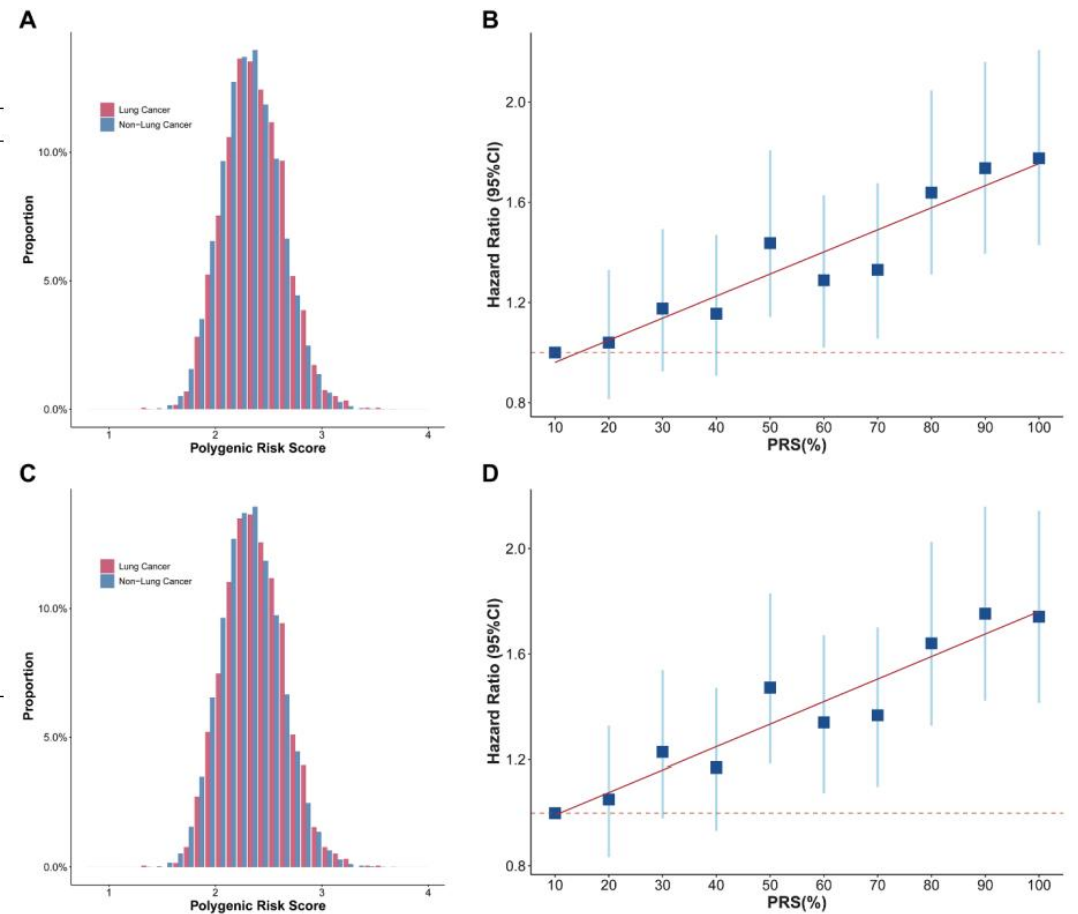 A
Lung Cancer
Non-Lung Cancer
10.0%
5.0%
0.0%
Proportion
1 2 3 4
Polygenic Risk Score
B
2.0
1.6
1.2
0.8
Hazard Ratio (95%CI)
10 20 30 40 50 60 70 80 90 100
PRS(%)
C
Lung Cancer
Non-Lung Cancer
10.0%
5.0%
0.0%
Proportion
1 2 3 4
Polygenic Risk Score
D
2.0
1.6
1.2
0.8
Hazard Ratio (95%CI)
10 20 30 40 50 60 70 80 90 100
PRS(%)